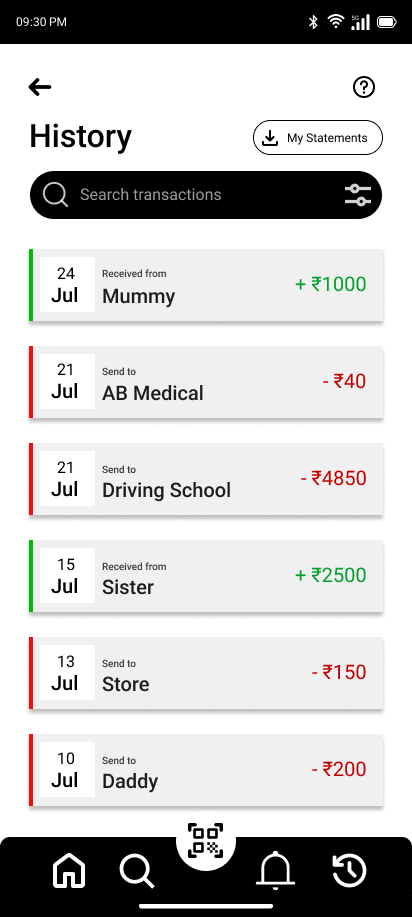 09:30 PM
5G
History
My Statements
Search transactions
24
Jul
Received from
Mummy
+ ₹1000
21
Jul
Send to
AB Medical
- ₹40
21
Jul
Send to
Driving School
- ₹4850
15
Jul
Received from
Sister
+ ₹2500
13
Jul
Send to
Store
- ₹150
10
Jul
Send to
Daddy
- ₹200